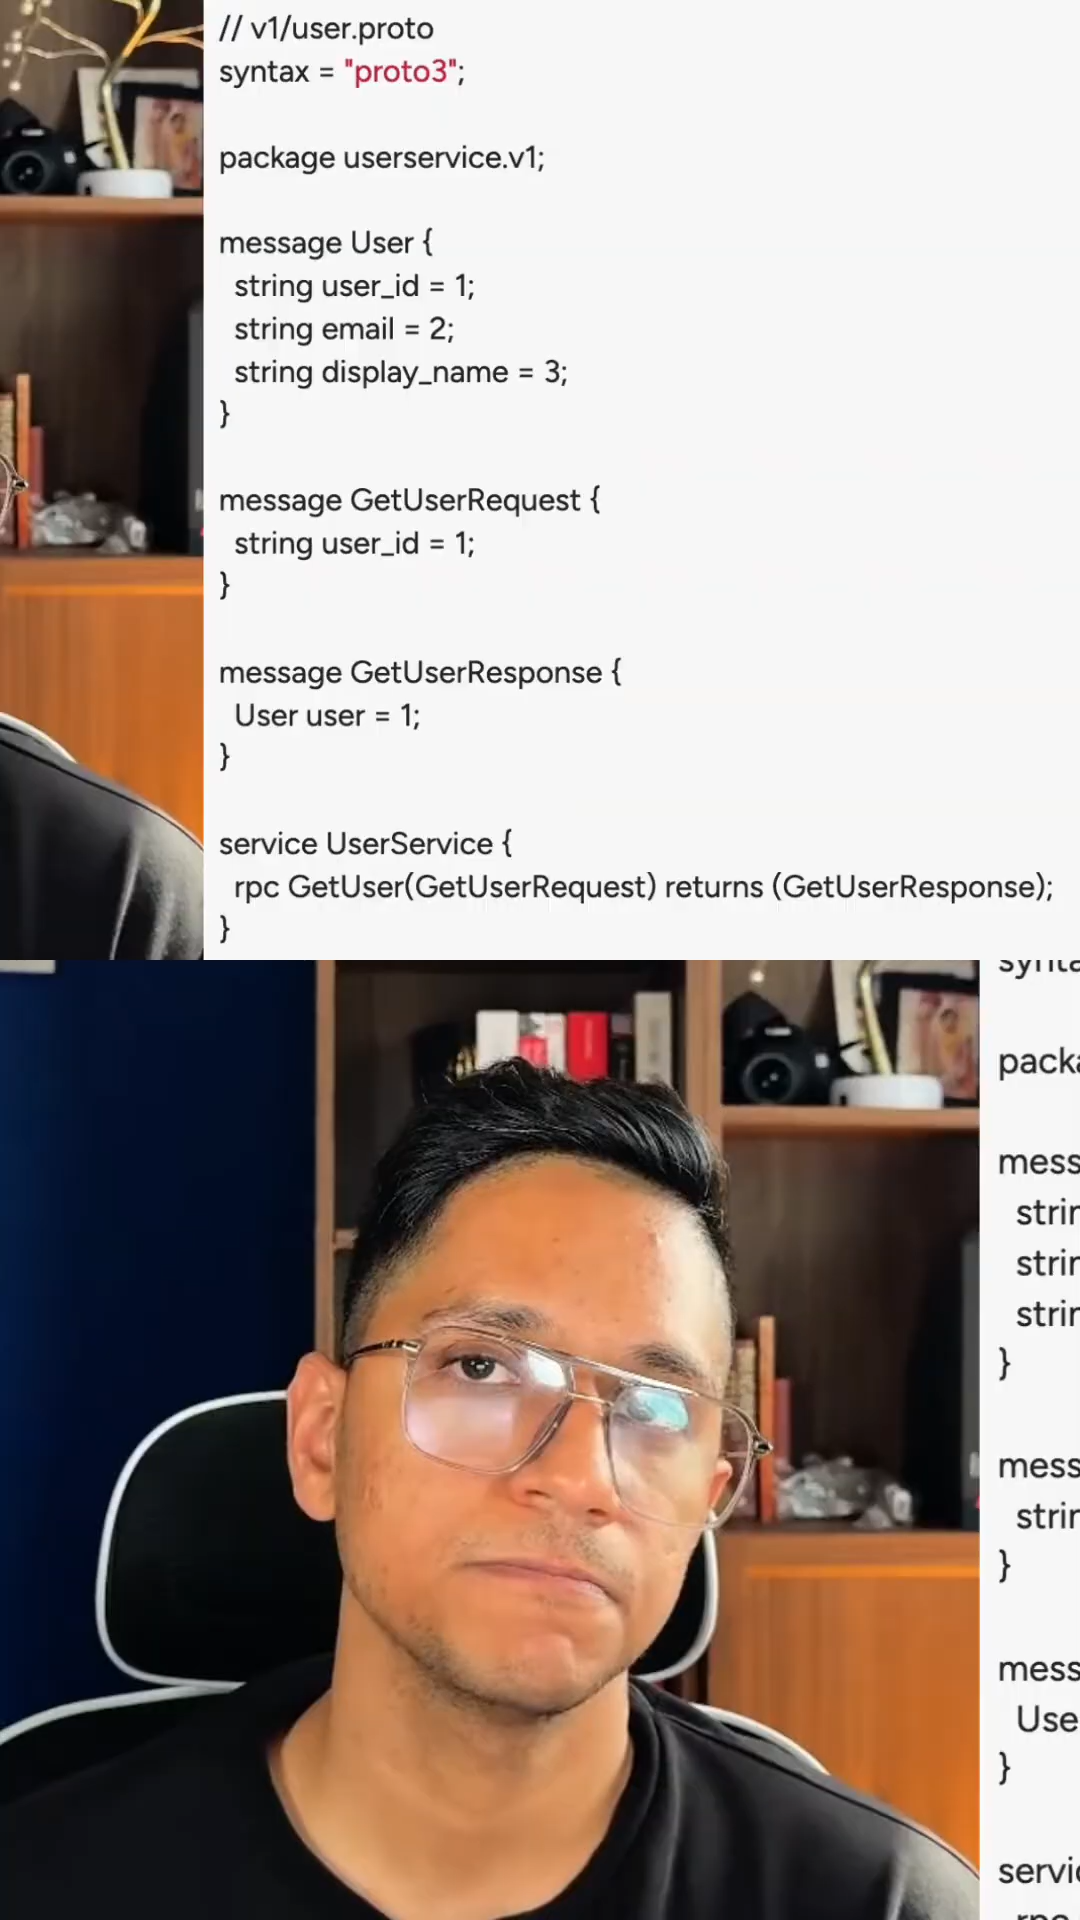 // v1/user.proto
syntax = "proto3";
package userservice.v1;
message User {
string user_id = 1;
string email = 2;
string display_name = 3;
}
message GetUserRequest {
string user_id = 1;
}
message GetUserResponse {
User user = 1;
}
service UserService {
rpc GetUser(GetUserRequest) returns (GetUserResponse);
}
}
}
}